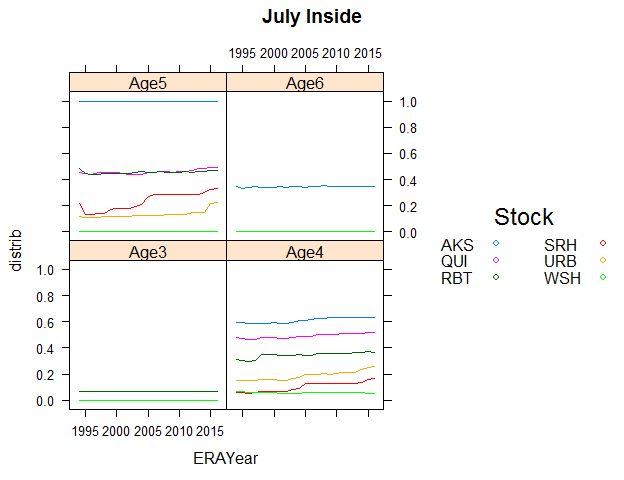 July Inside
1995 2000 2005 2010 2015
Age5 Age6
1.0
0.8
0.6
0.4
0.2
0.0
distrib
Age3 Age4
1.0
0.8
0.6
0.4
0.2
0.0
1995 2000 2005 2010 2015
ERAYear
Stock
AKS SRH
QUI URB
RBT WSH